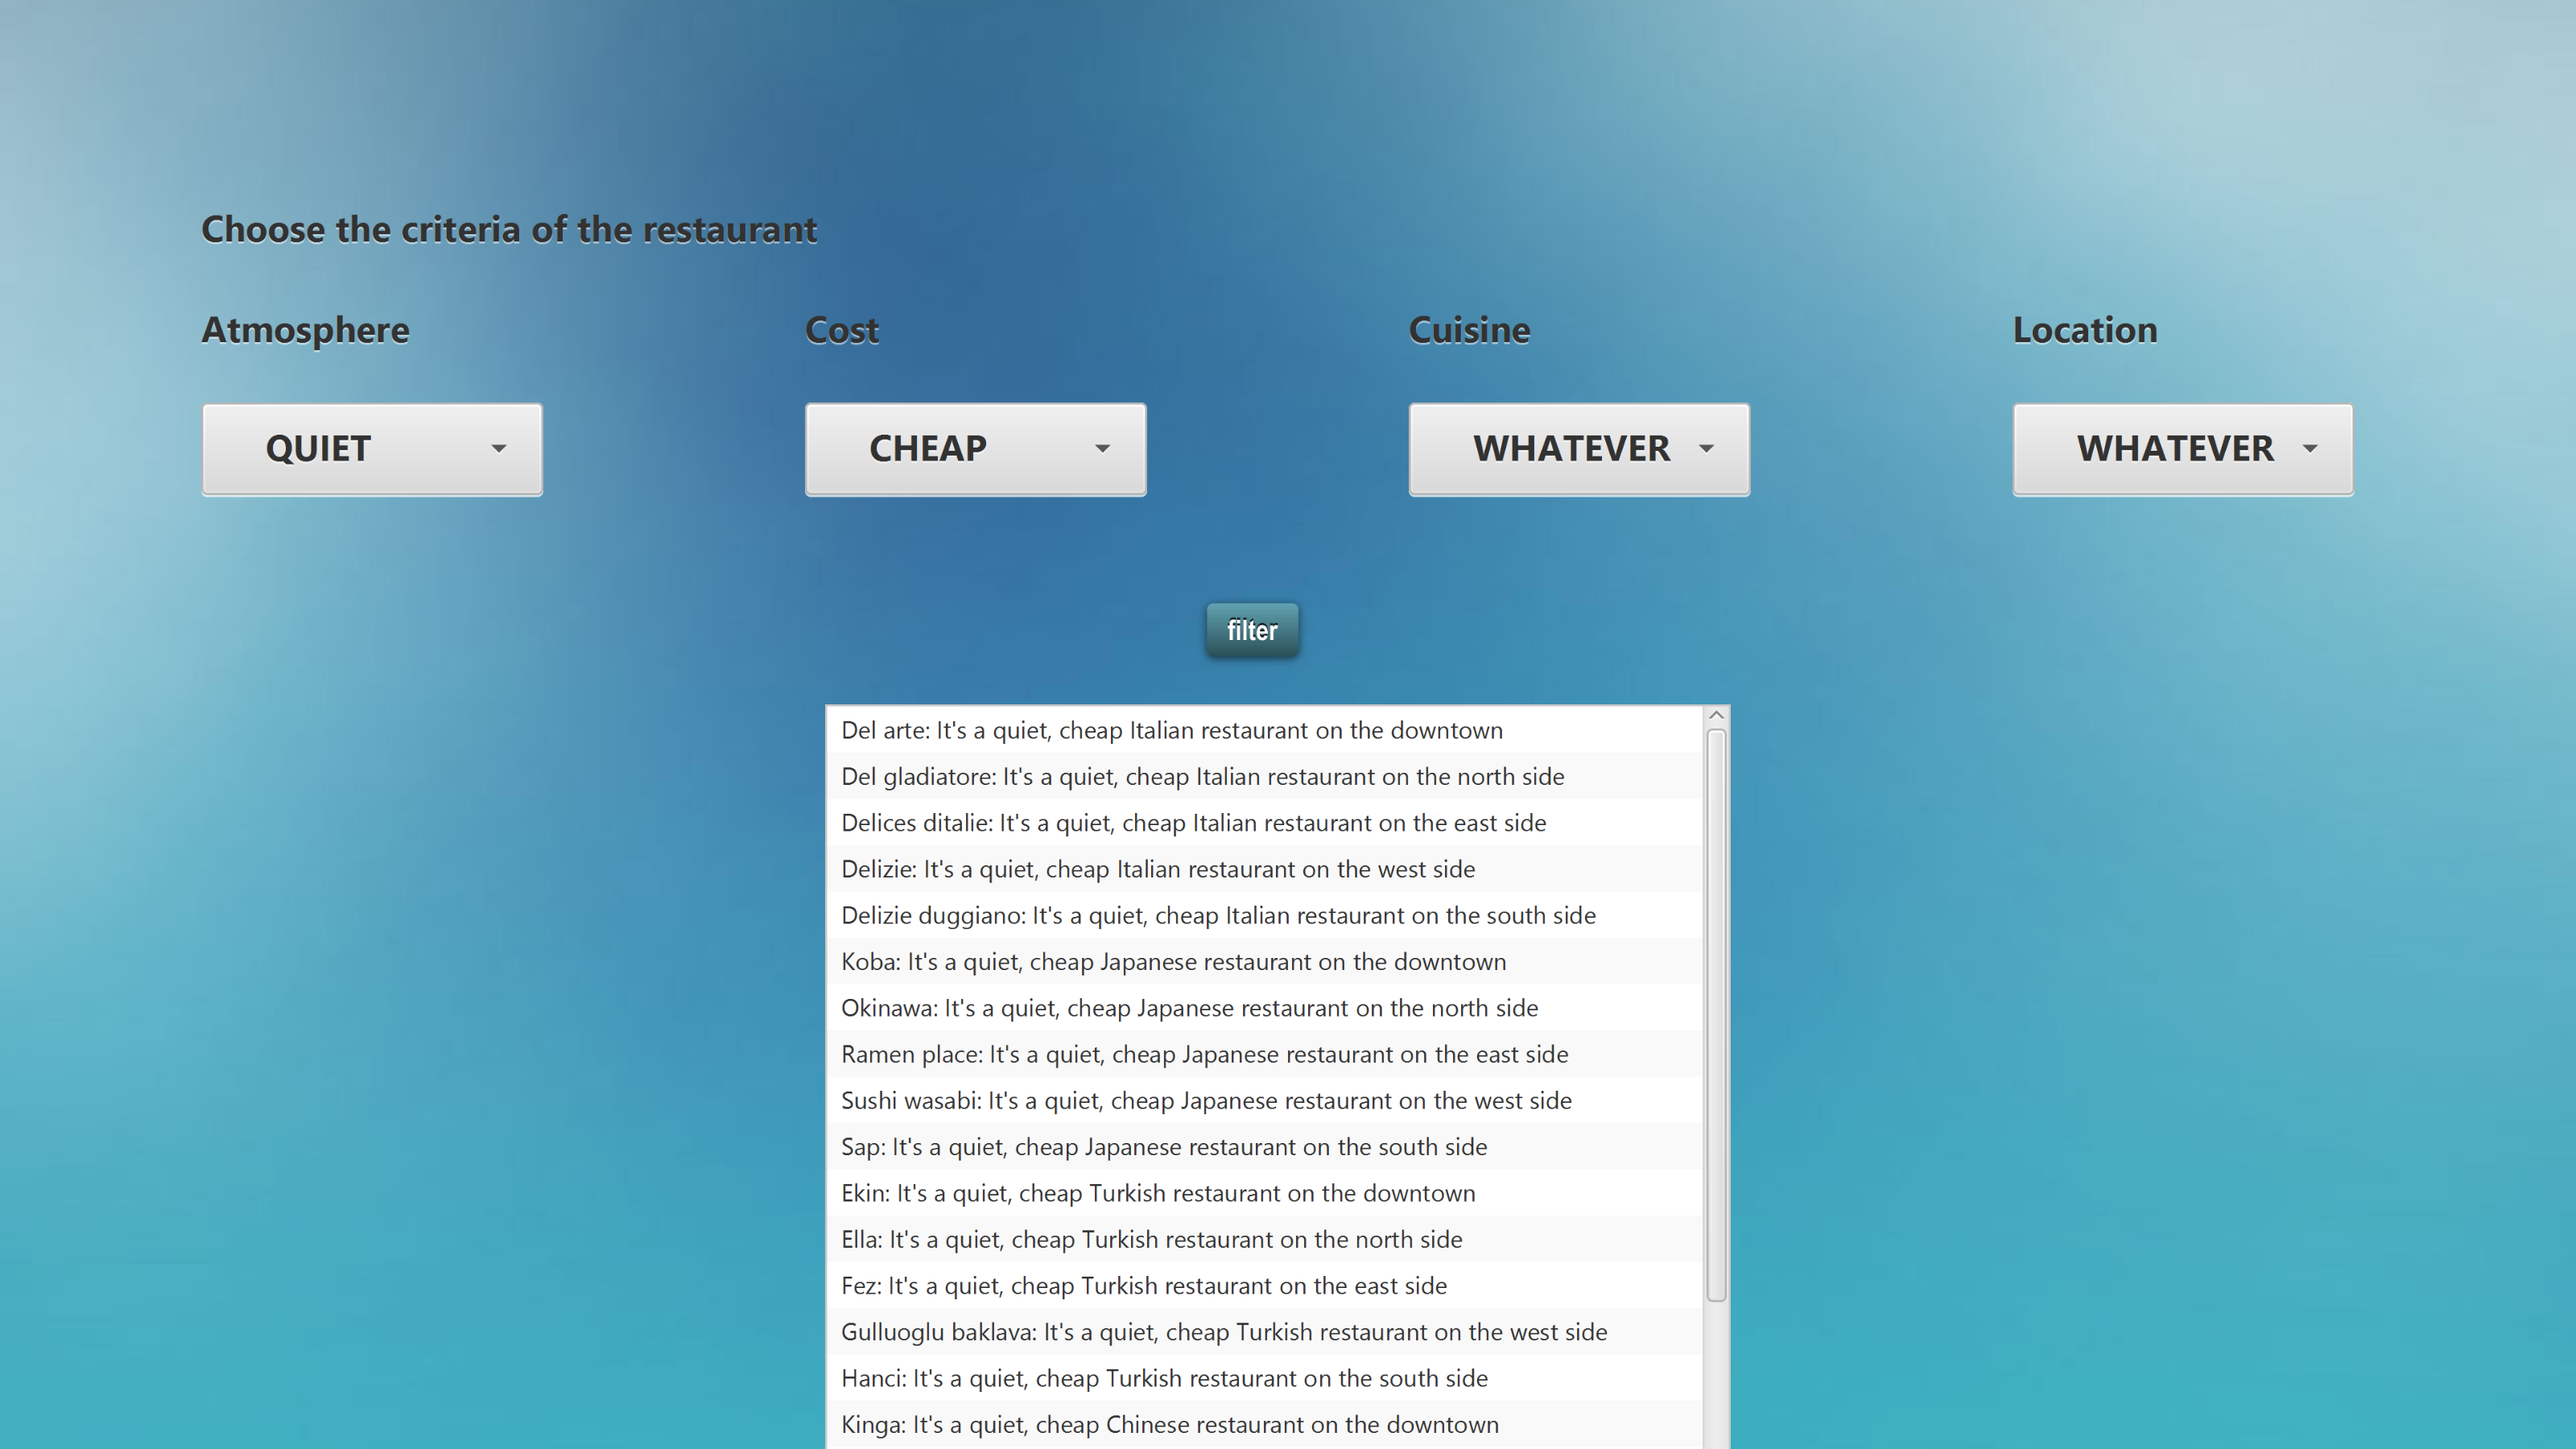 Choose the criteria of the restaurant
Atmosphere Cost Cuisine Location
QUIET CHEAP WHATEVER WHATEVER
filter
Del arte: It's a quiet, cheap Italian restaurant on the downtown
Del gladiatore: It's a quiet, cheap Italian restaurant on the north side
Delices ditalie: It's a quiet, cheap Italian restaurant on the east side
Delizie: It's a quiet, cheap Italian restaurant on the west side
Delizie duggiano: It's a quiet, cheap Italian restaurant on the south side
Koba: It's a quiet, cheap Japanese restaurant on the downtown
Okinawa: It's a quiet, cheap Japanese restaurant on the north side
Ramen place: It's a quiet, cheap Japanese restaurant on the east side
Sushi wasabi: It's a quiet, cheap Japanese restaurant on the west side
Sap: It's a quiet, cheap Japanese restaurant on the south side
Ekin: It's a quiet, cheap Turkish restaurant on the downtown
Ella: It's a quiet, cheap Turkish restaurant on the north side
Fez: It's a quiet, cheap Turkish restaurant on the east side
Gulluoglu baklava: It's a quiet, cheap Turkish restaurant on the west side
Hanci: It's a quiet, cheap Turkish restaurant on the south side
Kinga: It's a quiet, cheap Chinese restaurant on the downtown